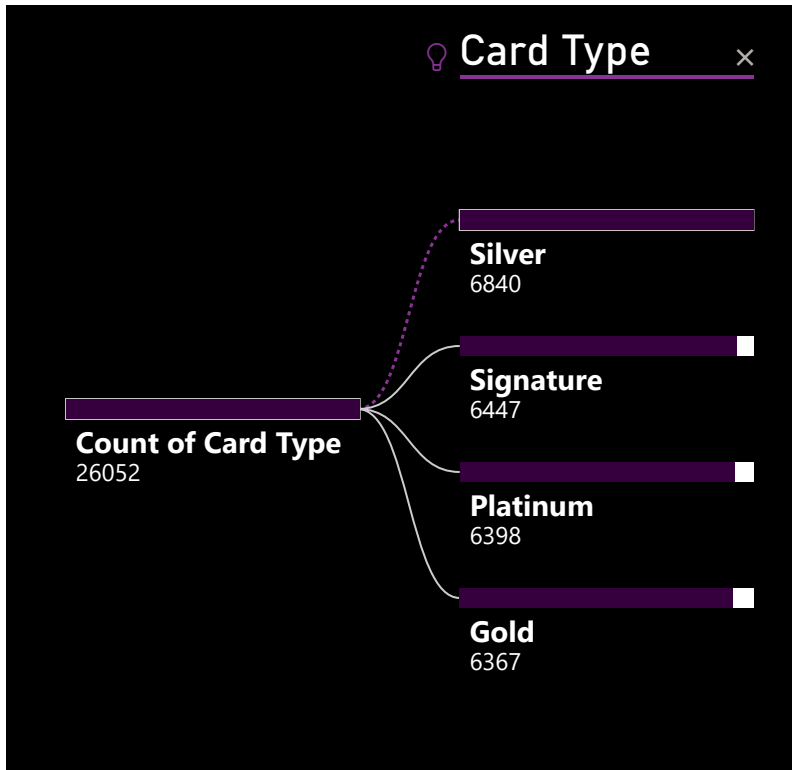 Card Type
Silver
6840
Signature
6447
Count of Card Type
26052
Platinum
6398
Gold
6367